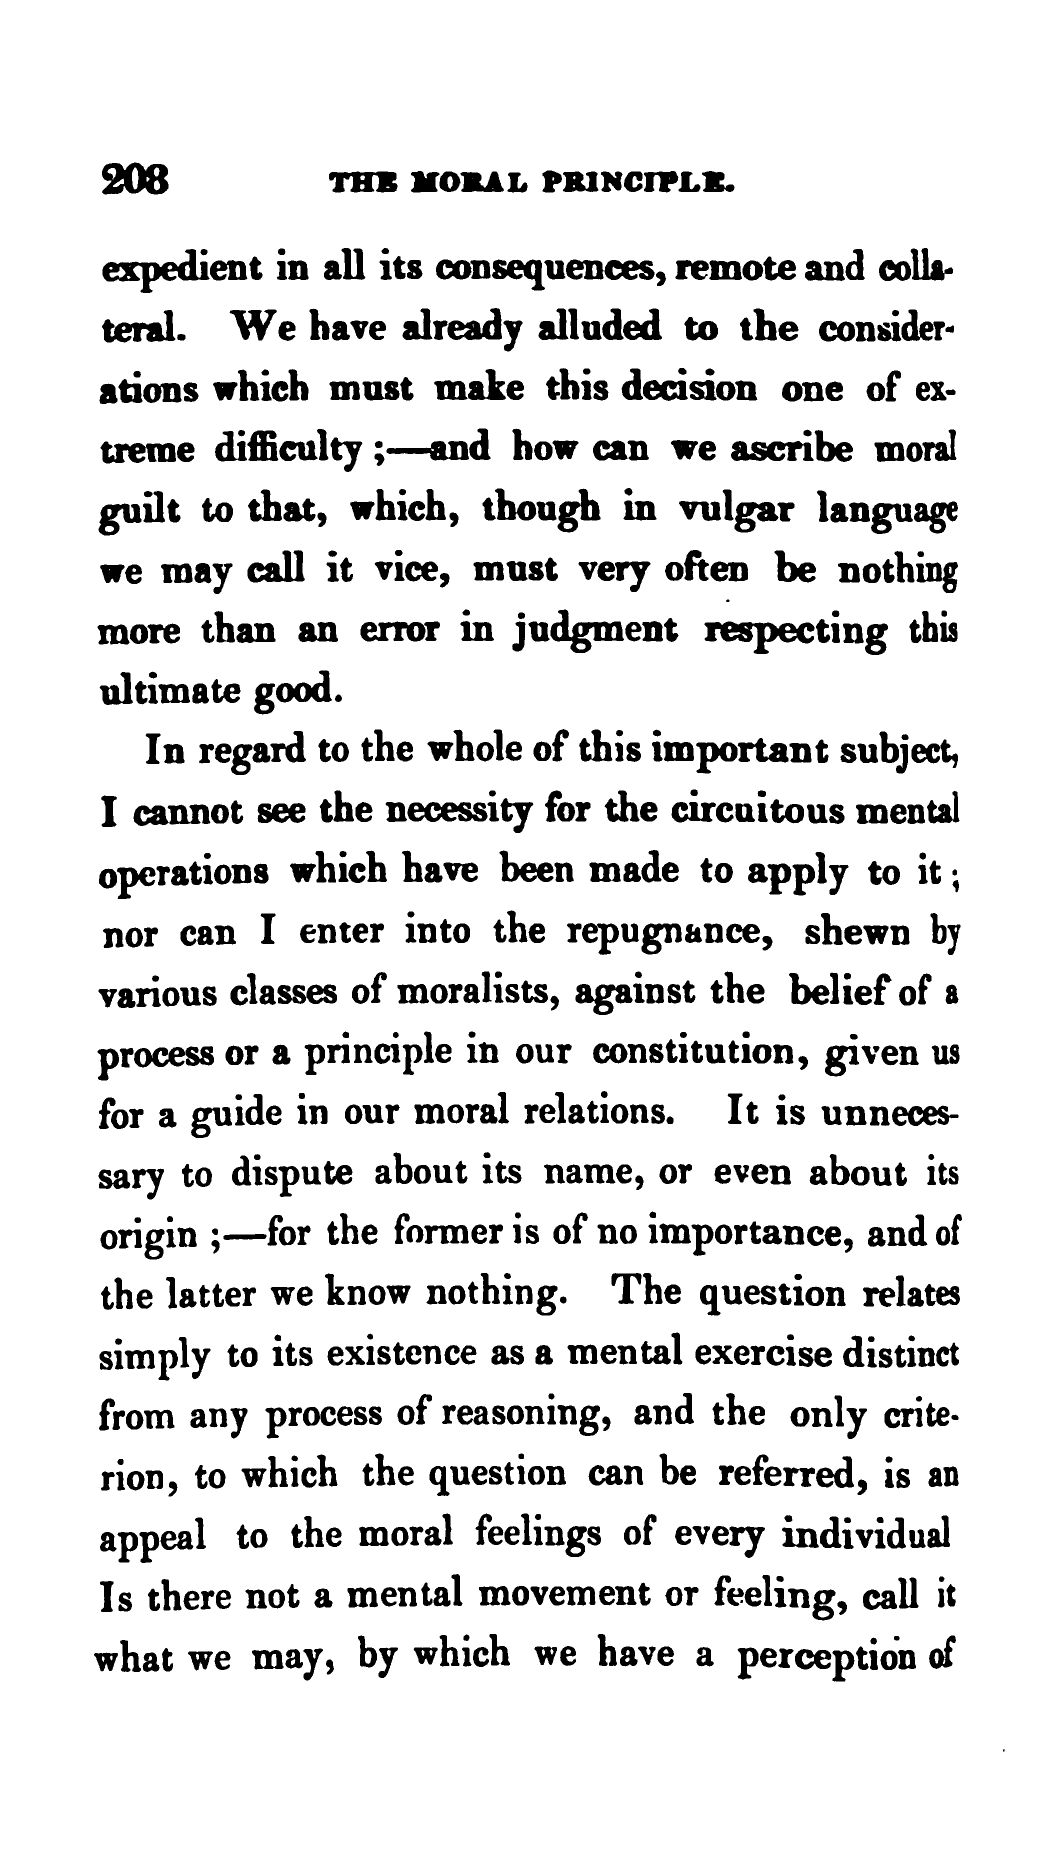 208 THE MORAL PRINCIPLE.
expedient in all its consequences, remote and colla-
teral. We have already alluded to the consider-
ations which must make this decision one of ex-
treme difficulty ;—and how can we ascribe moral
guilt to that, which, though in vulgar language
we may call it vice, must very often be nothing
more than an error in judgment respecting this
ultimate good.
In regard to the whole of this important subject,
I cannot see the necessity for the circuitous mental
operations which have been made to apply to it ;
nor can I enter into the repugnance, shewn by
various classes of moralists, against the belief of a
process or a principle in our constitution, given us
for a guide in our moral relations. It is unneces-
sary to dispute about its name, or even about its
origin ;—for the former is of no importance, and of
the latter we know nothing. The question relates
simply to its existence as a mental exercise distinct
from any process of reasoning, and the only crite-
rion, to which the question can be referred, is an
appeal to the moral feelings of every individual
Is there not a mental movement or feeling, call it
what we may, by which we have a perception of